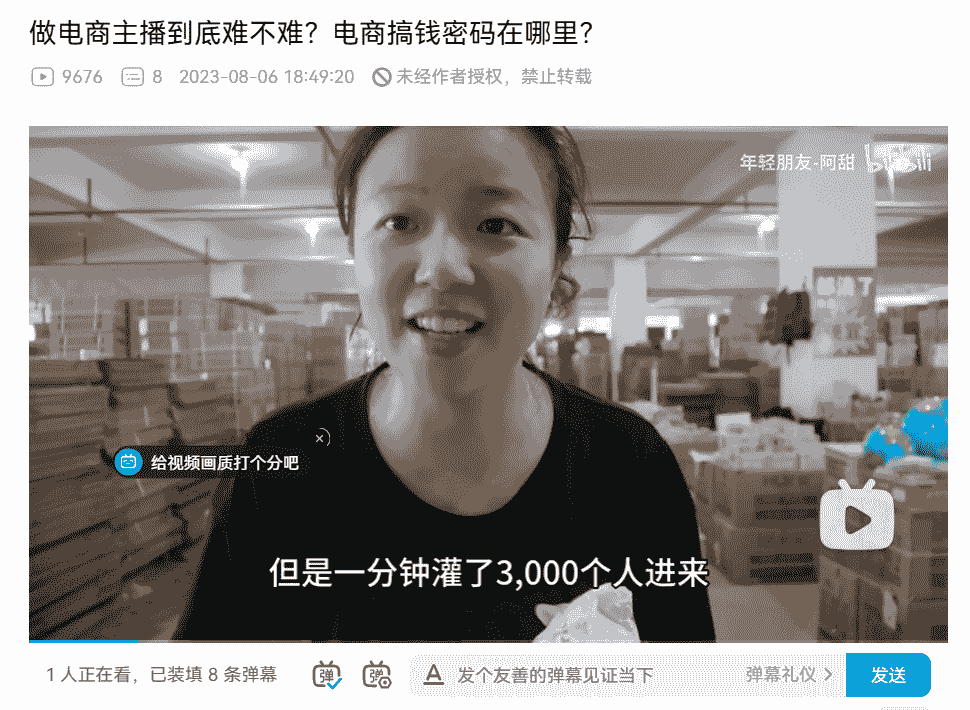 做电商主播到底难不难？电商搞钱密码在哪里？
9676 8 2023-08-06 18:49:20 未经作者授权，禁止转载
年轻朋友-阿甜 bilibili
给视频画质打个分吧
但是一分钟灌了3,000个人进来
1 人正在看，已装填 8 条弹幕 弹 弹 A 发个友善的弹幕见证当下 弹幕礼仪 发送